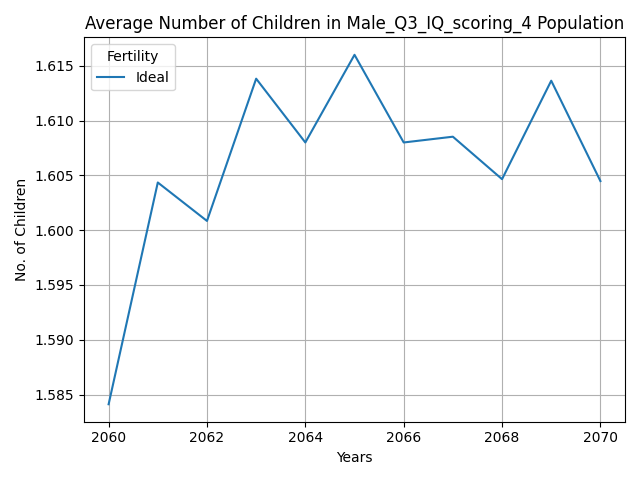 Average Number of Children in Male_Q3_IQ_scoring_4 Population
Fertility
Ideal
1.615
1.610
1.605
1.600
1.595
1.590
1.585
No. of Children
2060 2062 2064 2066 2068 2070
Years